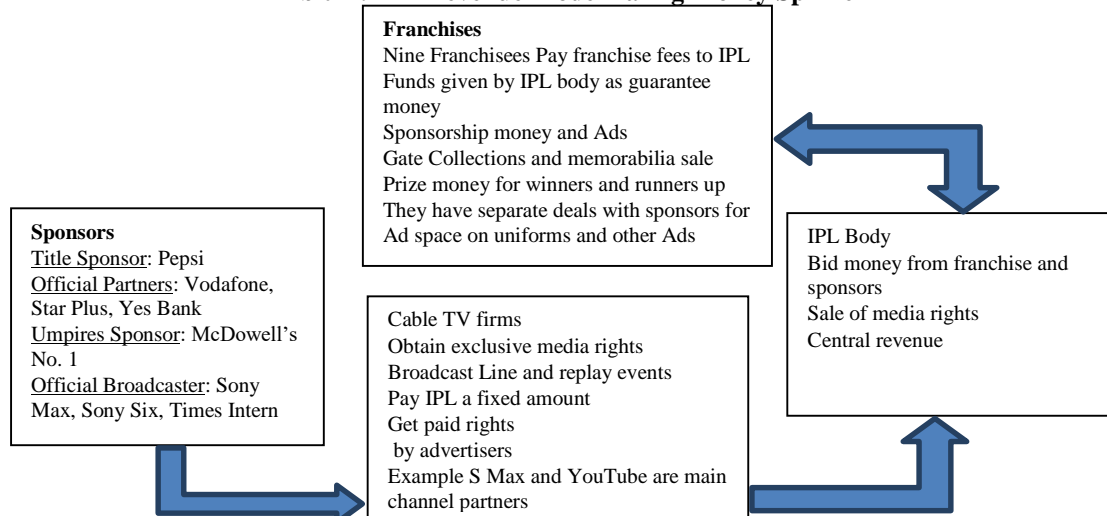 Franchises
Nine Franchisees Pay franchise fees to IPL
Funds given by IPL body as guarantee
money
Sponsorship money and Ads
Gate Collections and memorabilia sale
Prize money for winners and runners up
They have separate deals with sponsors for
Ad space on uniforms and other Ads
Sponsors
Title Sponsor: Pepsi
Official Partners: Vodafone,
Star Plus, Yes Bank
Umpires Sponsor: McDowell's
No. 1
Official Broadcaster: Sony
Max, Sony Six, Times Intern
Cable TV firms
Obtain exclusive media rights
Broadcast Line and replay events
Pay IPL a fixed amount
Get paid rights
by advertisers
Example S Max and YouTube are main
channel partners
IPL Body
Bid money from franchise and
sponsors
Sale of media rights
Central revenue